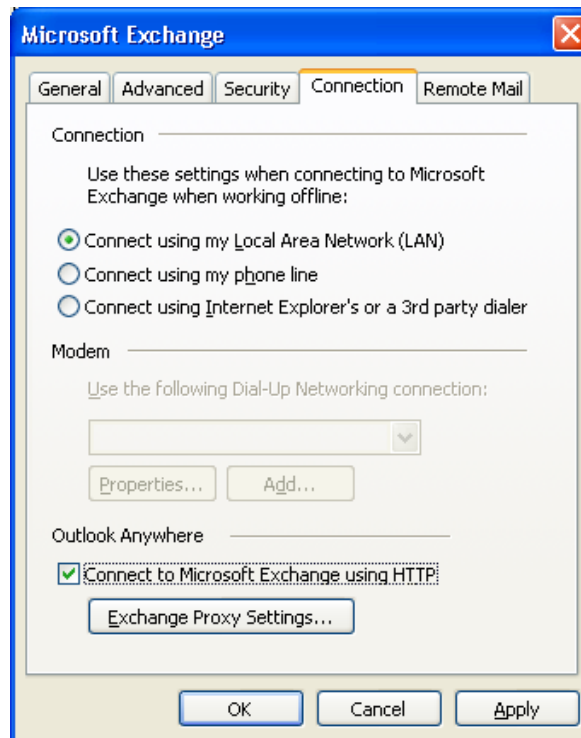 Microsoft Exchange
General Advanced Security Connection Remote Mail
Connection
Use these settings when connecting to Microsoft
Exchange when working offline:
Connect using my Local Area Network (LAN)
Connect using my phone line
Connect using Internet Explorer's or a 3rd party dialer
Modem
Use the following Dial-Up Networking connection:
Properties... Add...
Outlook Anywhere
Connect to Microsoft Exchange using HTTP
Exchange Proxy Settings...
OK Cancel Apply